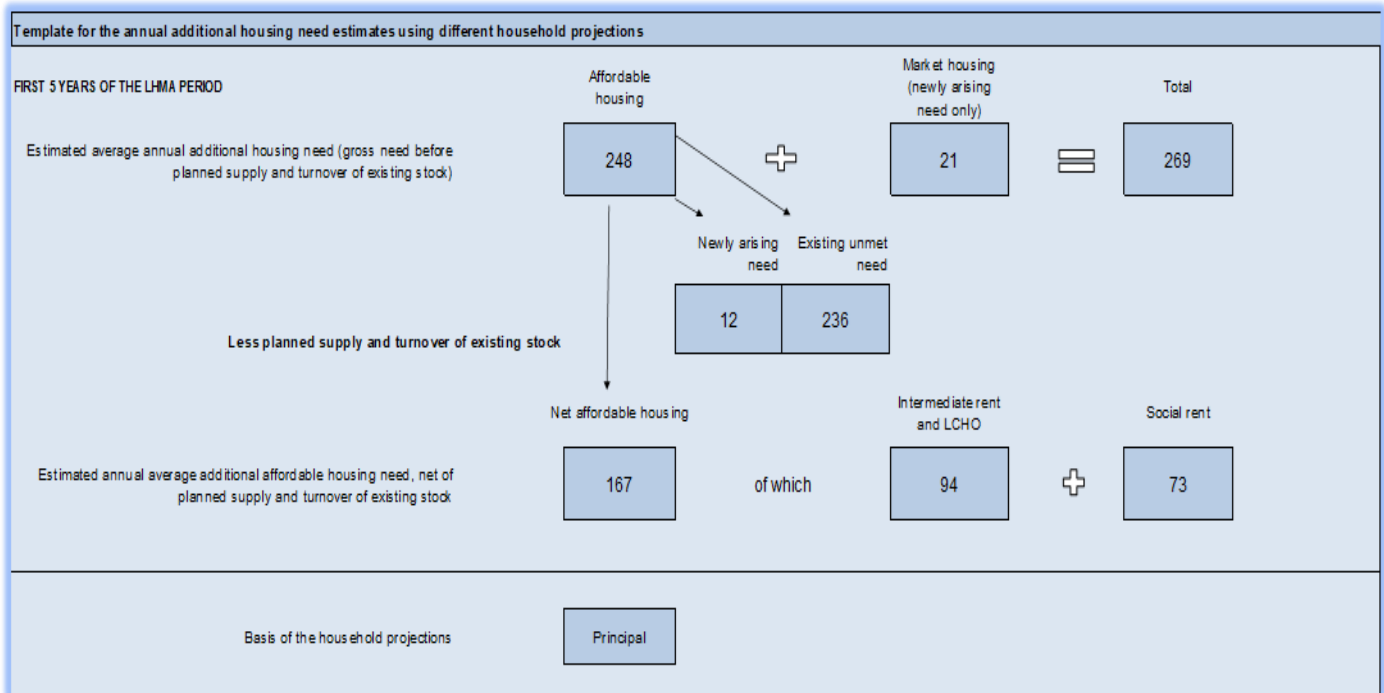 Template for the annual additional housing need estimates using different household projections
FIRST 5 YEARS OF THE LHMA PERIOD
Affordable
housing
Market housing
(newly arising
need only)
Total
Estimated average annual additional housing need (gross need before
planned supply and turnover of existing stock)
248
21
269
Newly arising
need
Existing unmet
need
12
236
Less planned supply and turnover of existing stock
Net affordable housing
Intermediate rent
and LCHO
Social rent
Estimated annual average additional affordable housing need, net of
planned supply and turnover of existing stock
167
of which
94
73
Basis of the household projections
Principal